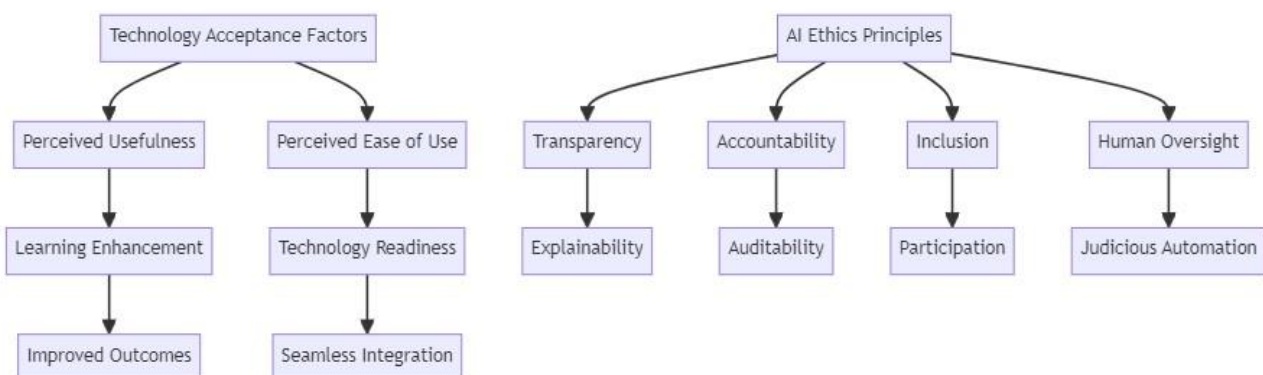 Technology Acceptance Factors
AI Ethics Principles
Perceived Usefulness
Perceived Ease of Use
Transparency
Accountability
Inclusion
Human Oversight
Learning Enhancement
Technology Readiness
Explainability
Auditability
Participation
Judicious Automation
Improved Outcomes
Seamless Integration